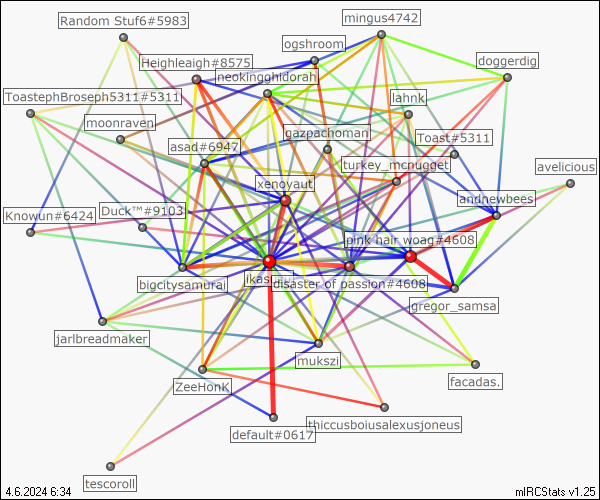 mingus4742
Random Stuf6#5983
ogshroom
doggerdig
Heighleaigh#8575
neokingghidorah
ToastephBroseph5311#5311
lahnk
moonraven
gazpachoman
Toast#5311
asad#6947
turkey_mcnugget
avelicious
xenoyaut
andnewbees
Knowun#6424
Duck™#9103
pink hair woag#4608
bigcitysamurai
disaster of passion#4608
gregor_samsa
jarlbreadmaker
mukszi
ZeeHonK
facadas.
thiccusboiusalexusjoneus
default#0617
tescoroll
4.6.2024 6:34
mIRCStats v1.25